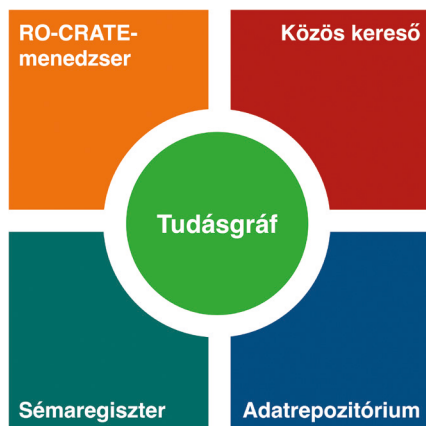 RO-CRATE-
menedzser
Közös kereső
Tudásgráf
Sémaregiszter
Adatrepozitórium